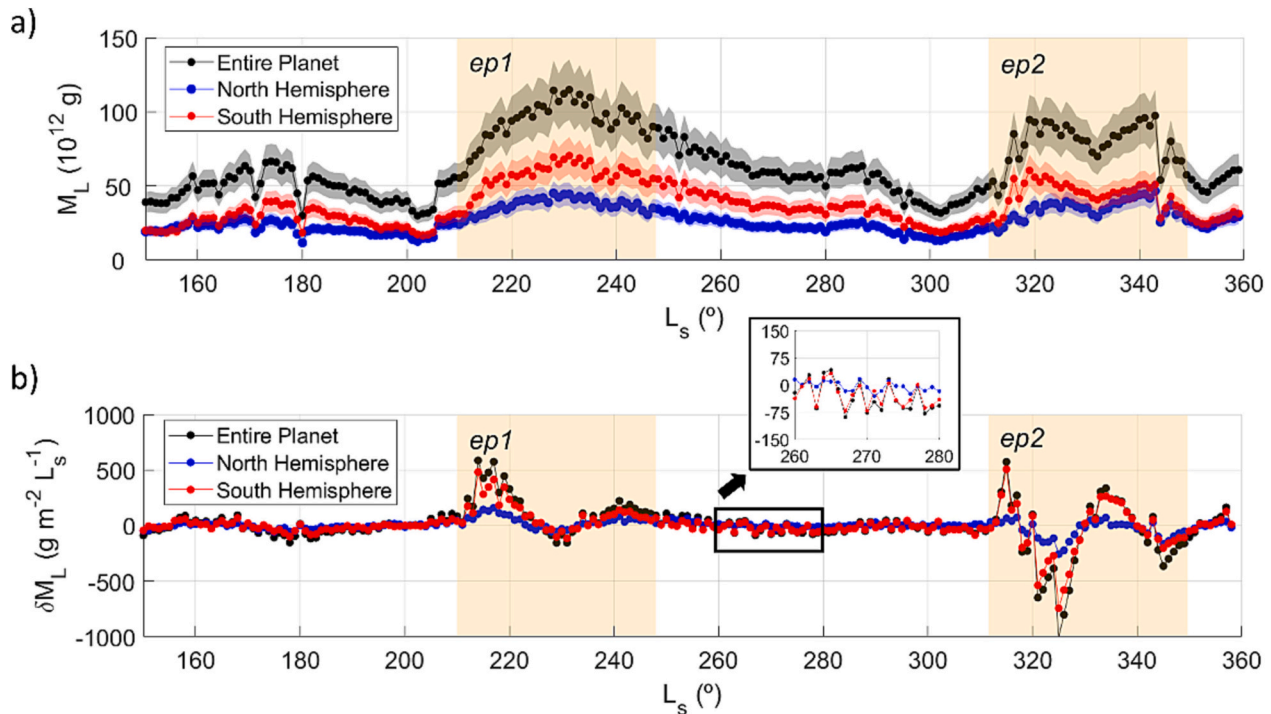 a)
150
100
50
0
M_L (10^12 g)
Entire Planet
North Hemisphere
South Hemisphere
ep1
ep2
160 180 200 220 240 260 280 300 320 340 360
L_s (º)
150
75
0
-75
-150
260 270 280
b)
1000
500
0
-500
-1000
δM_L (g m^-2 L_s^-1)
Entire Planet
North Hemisphere
South Hemisphere
ep1
ep2
160 180 200 220 240 260 280 300 320 340 360
L_s (º)